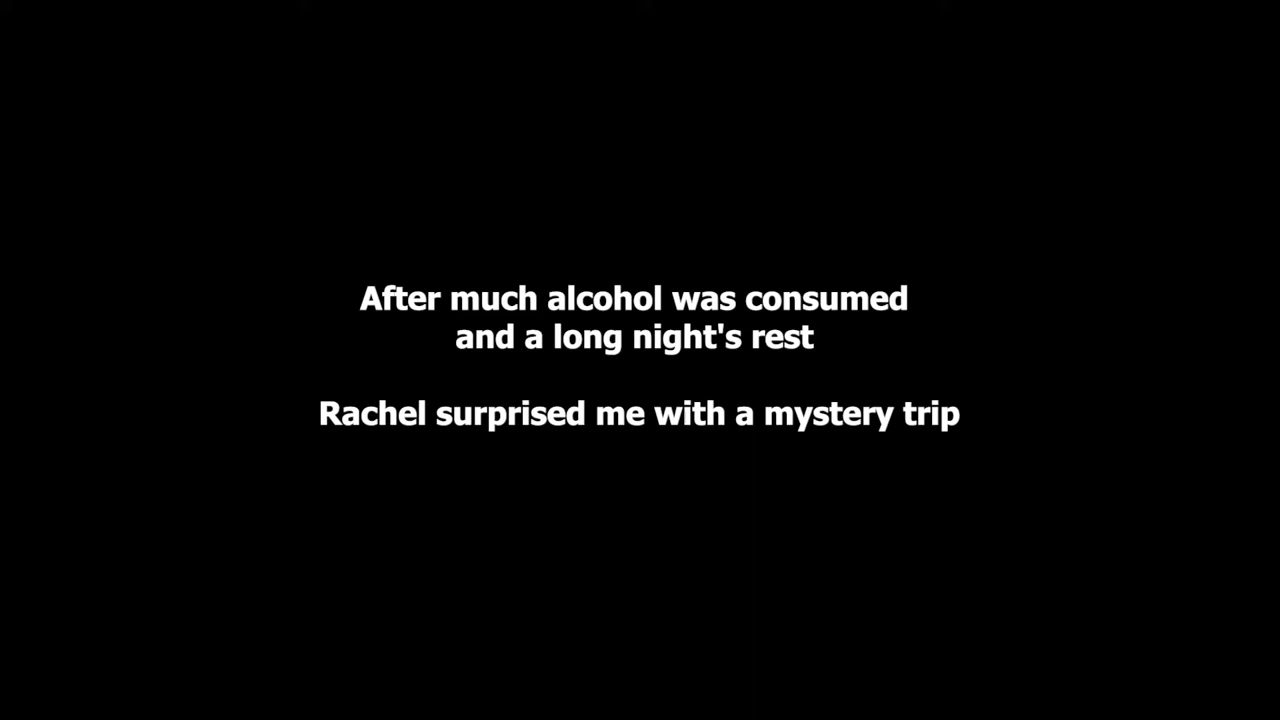 After much alcohol was consumed
and a long night's rest
Rachel surprised me with a mystery trip